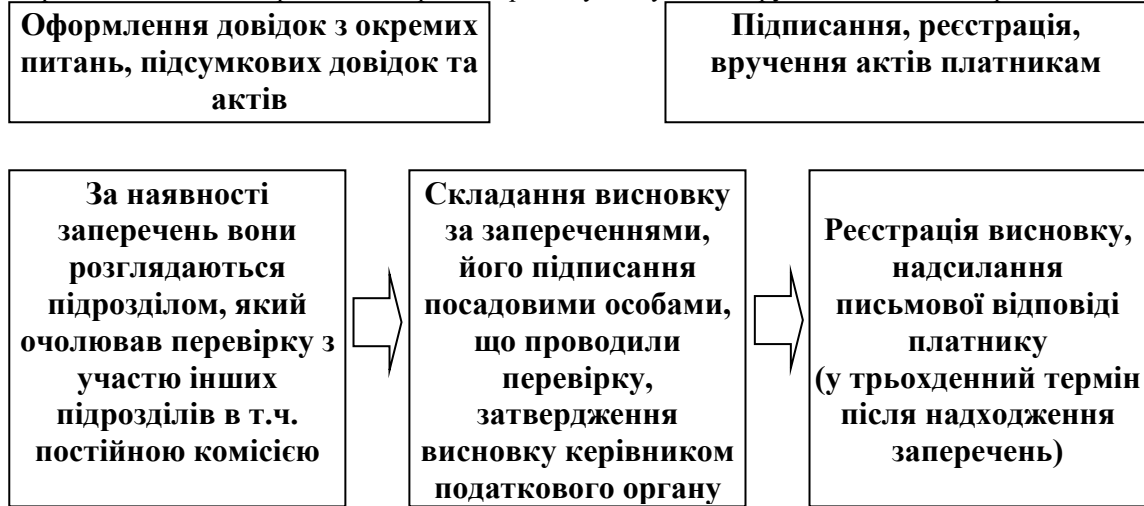 Оформлення довідок з окремих
питань, підсумкових довідок та
актів
Підписання, реєстрація,
вручення актів платникам
За наявності
заперечень вони
розглядаються
підрозділом, який
очолював перевірку з
участю інших
підрозділів в т.ч.
постійною комісією
Складання висновку
за запереченнями,
його підписання
посадовими особами,
що проводили
перевірку,
затвердження
висновку керівником
податкового органу
Реєстрація висновку,
надсилання
письмової відповіді
платнику
(у трьохденний термін
після надходження
заперечень)